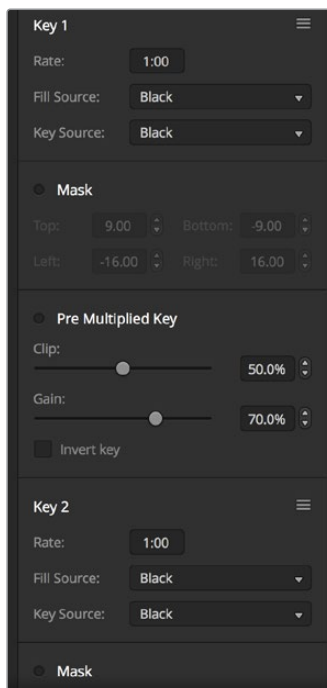 Key 1
Rate: 1:00
Fill Source: Black
Key Source: Black
Mask
Top: 9.00 Bottom: -9.00
Left: -16.00 Right: 16.00
Pre Multiplied Key
Clip:
50.0%
Gain:
70.0%
Invert key
Key 2
Rate: 1:00
Fill Source: Black
Key Source: Black
Mask